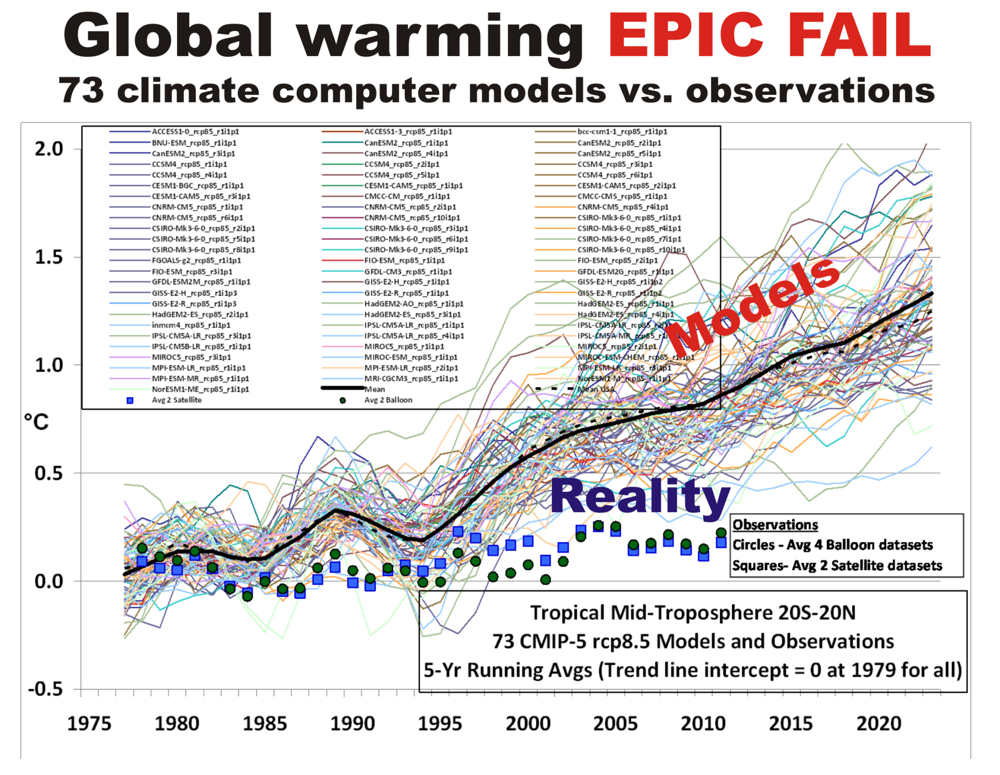 Global warming EPIC FAIL
73 climate computer models vs. observations
ACCESS1-0_rcp85_r1i1p1 ACCESS1-3_rcp85_r1i1p1 bcc-csm1-1_rcp85_r1i1p1
BNU-ESM_rcp85_r1i1p1 CanESM2_rcp85_r1i1p1 CanESM2_rcp85_r2i1p1
CanESM2_rcp85_r3i1p1 CanESM2_rcp85_r4i1p1 CanESM2_rcp85_r5i1p1
CCSM4_rcp85_r1i1p1 CCSM4_rcp85_r2i1p1 CCSM4_rcp85_r3i1p1
CCSM4_rcp85_r4i1p1 CCSM4_rcp85_r5i1p1 CCSM4_rcp85_r6i1p1
CESM1-BGC_rcp85_r1i1p1 CESM1-CAM5_rcp85_r1i1p1 CESM1-CAM5_rcp85_r2i1p1
CESM1-CAM5_rcp85_r3i1p1 CMCC-CM_rcp85_r1i1p1 CMCC-CMS_rcp85_r1i1p1
CNRM-CM5_rcp85_r1i1p1 CNRM-CM5_rcp85_r2i1p1 CNRM-CM5_rcp85_r4i1p1
CNRM-CM5_rcp85_r6i1p1 CNRM-CM5_rcp85_r10i1p1 CSIRO-Mk3-6-0_rcp85_r1i1p1
CSIRO-Mk3-6-0_rcp85_r2i1p1 CSIRO-Mk3-6-0_rcp85_r3i1p1 CSIRO-Mk3-6-0_rcp85_r4i1p1
CSIRO-Mk3-6-0_rcp85_r5i1p1 CSIRO-Mk3-6-0_rcp85_r6i1p1 CSIRO-Mk3-6-0_rcp85_r7i1p1
CSIRO-Mk3-6-0_rcp85_r8i1p1 CSIRO-Mk3-6-0_rcp85_r9i1p1 CSIRO-Mk3-6-0_rcp85_r10i1p1
FGOALS-g2_rcp85_r1i1p1 FIO-ESM_rcp85_r1i1p1 FIO-ESM_rcp85_r2i1p1
FIO-ESM_rcp85_r3i1p1 GFDL-CM3_rcp85_r1i1p1 GFDL-ESM2G_rcp85_r1i1p1
GFDL-ESM2M_rcp85_r1i1p1 GISS-E2-H_rcp85_r1i1p1 GISS-E2-H_rcp85_r1i1p2
GISS-E2-H_rcp85_r1i1p3 GISS-E2-R_rcp85_r1i1p1 GISS-E2-R_rcp85_r1i1p2
GISS-E2-R_rcp85_r1i1p3 HadGEM2-AO_rcp85_r1i1p1 HadGEM2-ES_rcp85_r1i1p1
HadGEM2-ES_rcp85_r2i1p1 HadGEM2-ES_rcp85_r3i1p1 HadGEM2-ES_rcp85_r4i1p1
inmcm4_rcp85_r1i1p1 IPSL-CM5A-LR_rcp85_r1i1p1
IPSL-CM5A-LR_rcp85_r3i1p1 IPSL-CM5A-LR_rcp85_r4i1p1
IPSL-CM5B-LR_rcp85_r1i1p1 MIROC5_rcp85_r1i1p1 MIROC5_rcp85_r2i1p1
MIROC5_rcp85_r3i1p1 MIROC-ESM_rcp85_r1i1p1 MIROC-ESM-CHEM_rcp85_r1i1p1
MPI-ESM-LR_rcp85_r1i1p1 MPI-ESM-LR_rcp85_r2i1p1 MPI-ESM-LR_rcp85_r3i1p1
MPI-ESM-MR_rcp85_r1i1p1 MRI-CGCM3_rcp85_r1i1p1 NorESM1-M_rcp85_r1i1p1
NorESM1-ME_rcp85_r1i1p1 Mean Mean USA
Avg 2 Satellite Avg 2 Balloon
2.0
1.5
1.0
°C
0.5
0.0
-0.5
Models
Reality
Observations
Circles - Avg 4 Balloon datasets
Squares- Avg 2 Satellite datasets
Tropical Mid-Troposphere 20S-20N
73 CMIP-5 rcp8.5 Models and Observations
5-Yr Running Avgs (Trend line intercept = 0 at 1979 for all)
1975 1980 1985 1990 1995 2000 2005 2010 2015 2020